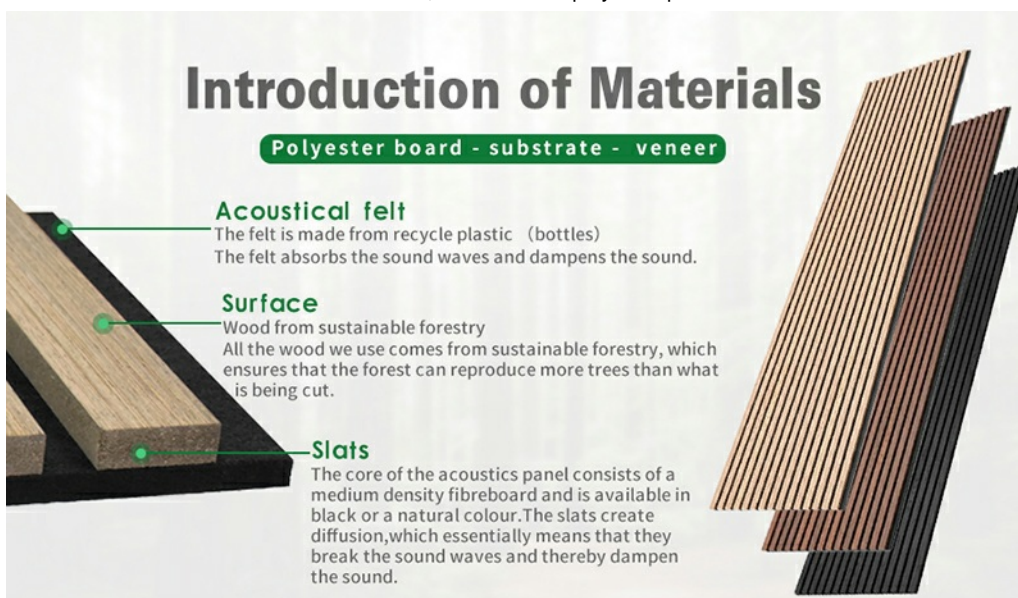 Introduction of Materials
Polyester board - substrate - veneer
Acoustical felt
The felt is made from recycle plastic （bottles）
The felt absorbs the sound waves and dampens the sound.
Surface
Wood from sustainable forestry
All the wood we use comes from sustainable forestry, which
ensures that the forest can reproduce more trees than what
is being cut.
Slats
The core of the acoustics panel consists of a
medium density fibreboard and is available in
black or a natural colour.The slats create
diffusion,which essentially means that they
break the sound waves and thereby dampen
the sound.